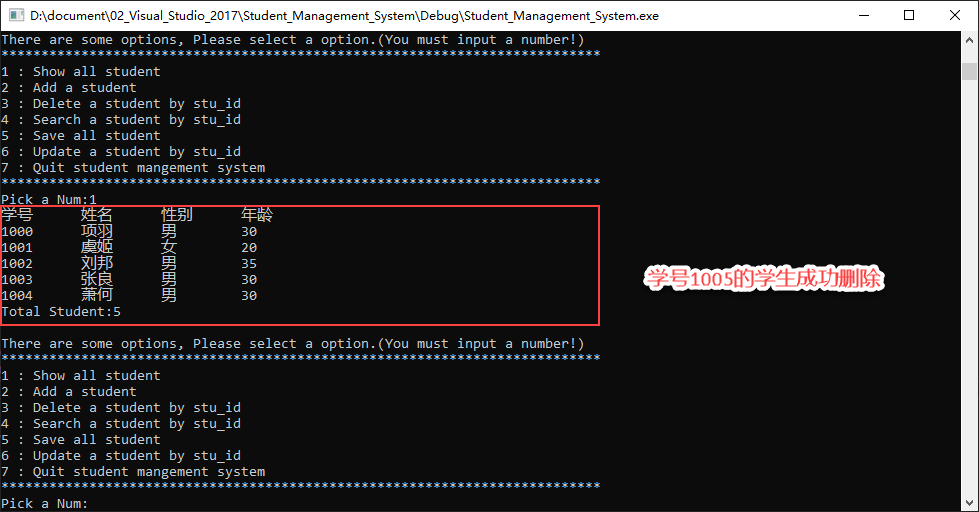 D:\document\02_Visual_Studio_2017\Student_Management_System\Debug\Student_Management_System.exe
There are some options, Please select a option.(You must input a number!)
***************************************************************************
1 : Show all student
2 : Add a student
3 : Delete a student by stu_id
4 : Search a student by stu_id
5 : Save all student
6 : Update a student by stu_id
7 : Quit student mangement system
***************************************************************************
Pick a Num:1
学号 姓名 性别 年龄
1000 项羽 男 30
1001 虞姬 女 20
1002 刘邦 男 35
1003 张良 男 30
1004 萧何 男 30
Total Student:5
学号1005的学生成功删除
There are some options, Please select a option.(You must input a number!)
***************************************************************************
1 : Show all student
2 : Add a student
3 : Delete a student by stu_id
4 : Search a student by stu_id
5 : Save all student
6 : Update a student by stu_id
7 : Quit student mangement system
***************************************************************************
Pick a Num: